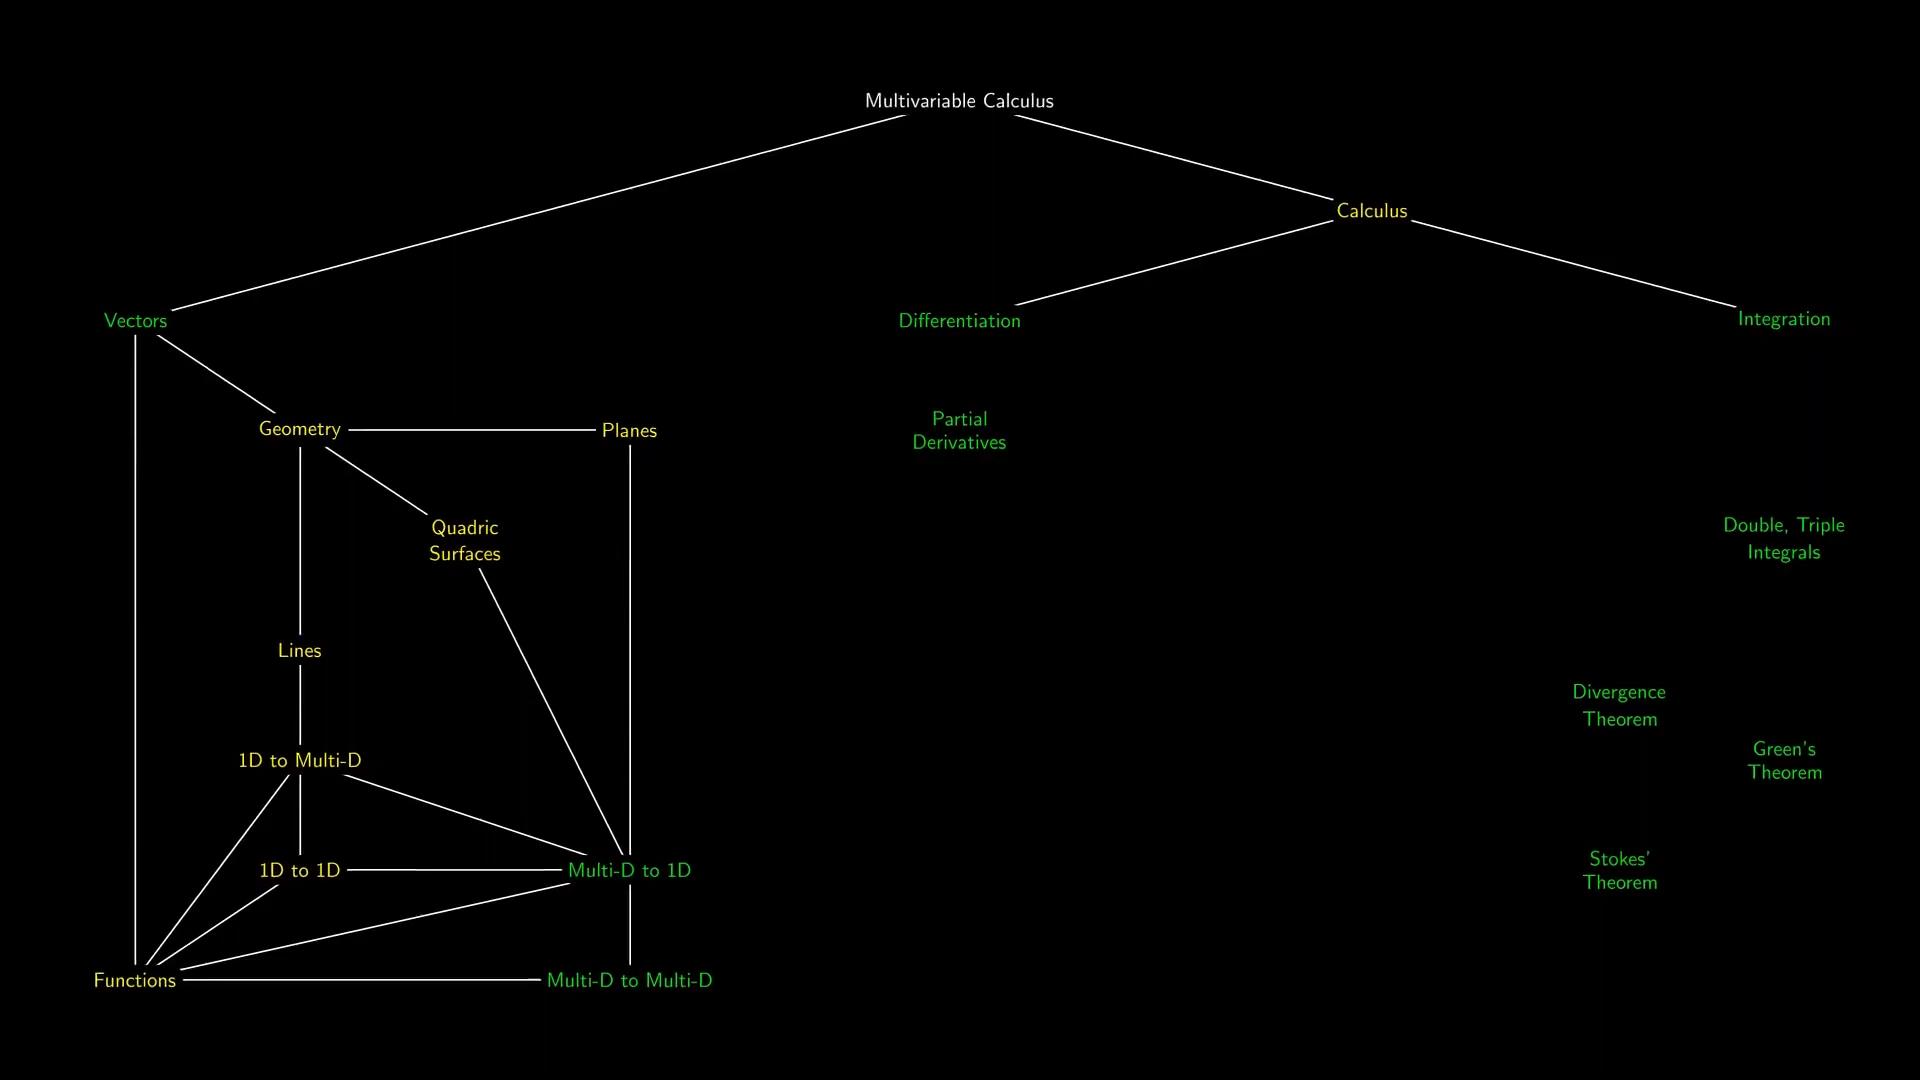 Multivariable Calculus
Calculus
Vectors
Differentiation
Integration
Geometry
Planes
Partial
Derivatives
Quadric
Surfaces
Double, Triple
Integrals
Lines
Divergence
Theorem
1D to Multi-D
Green's
Theorem
1D to 1D
Multi-D to 1D
Stokes'
Theorem
Functions
Multi-D to Multi-D